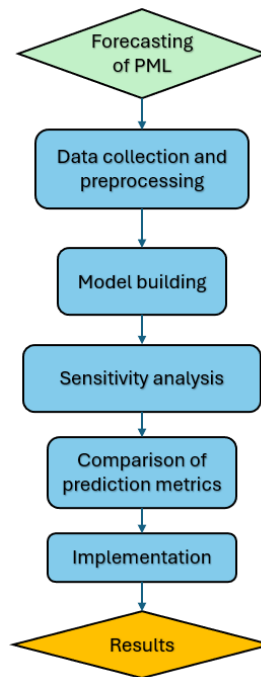 Forecasting
of PML
Data collection and
preprocessing
Model building
Sensitivity analysis
Comparison of
prediction metrics
Implementation
Results